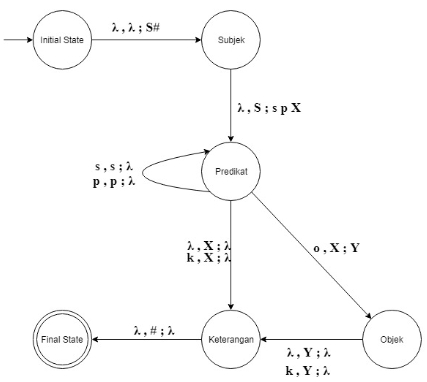 λ , λ ; S#
Initial State
Subjek
λ , S ; s p X
s , s ; λ
p , p ; λ
Predikat
λ , X ; λ
k , X ; λ
o , X ; Y
Final State
λ , # ; λ
Keterangan
Objek
λ , Y ; λ
k , Y ; λ